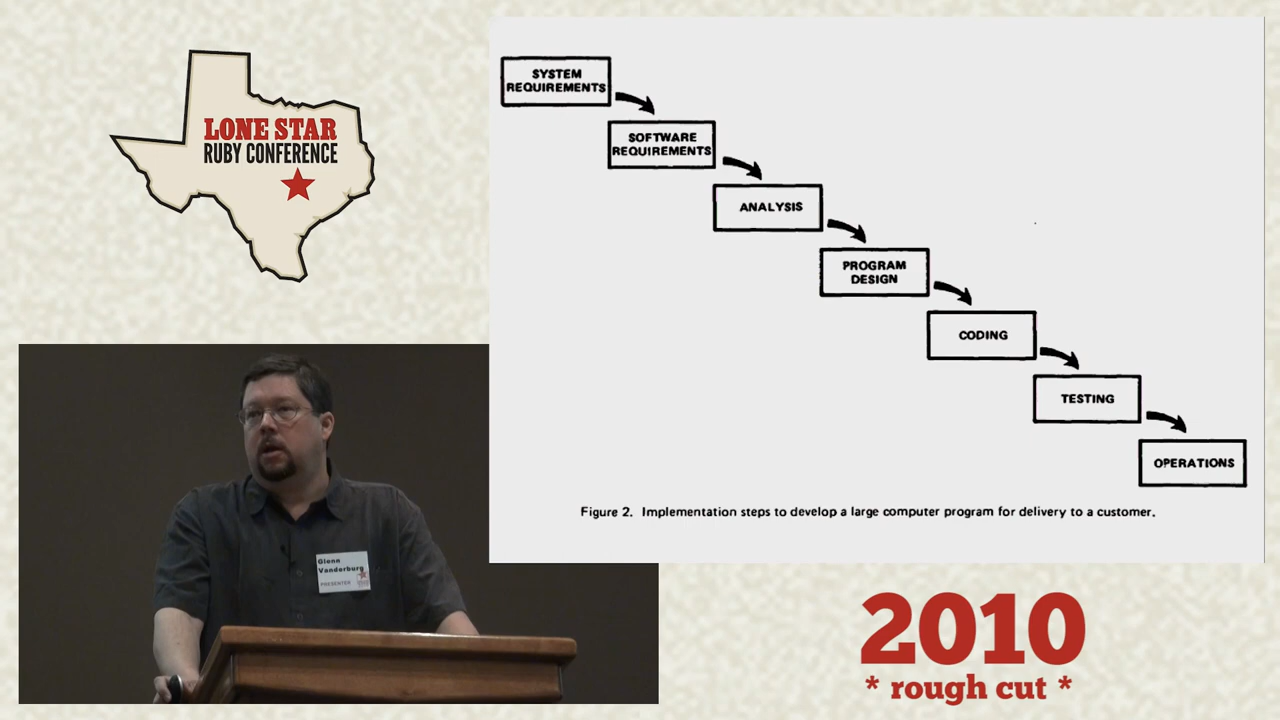 LONE STAR
RUBY CONFERENCE
SYSTEM
REQUIREMENTS
SOFTWARE
REQUIREMENTS
ANALYSIS
PROGRAM
DESIGN
CODING
TESTING
OPERATIONS
Figure 2. Implementation steps to develop a large computer program for delivery to a customer.
Glenn
Vanderburg
PRESENTER
2010
* rough cut *